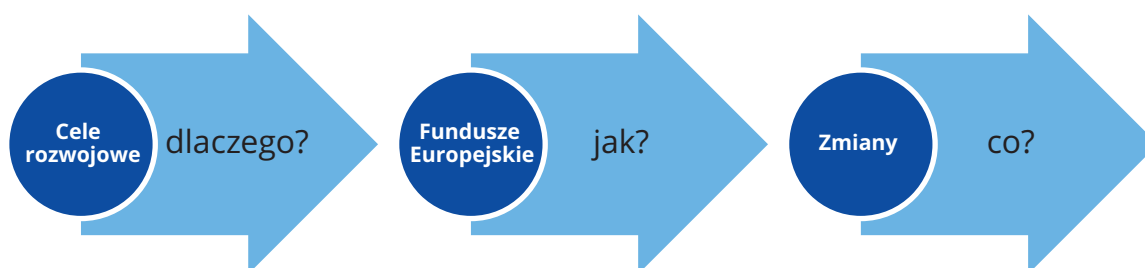 Cele
rozwojowe
dlaczego?
Fundusze
Europejskie
jak?
Zmiany
co?